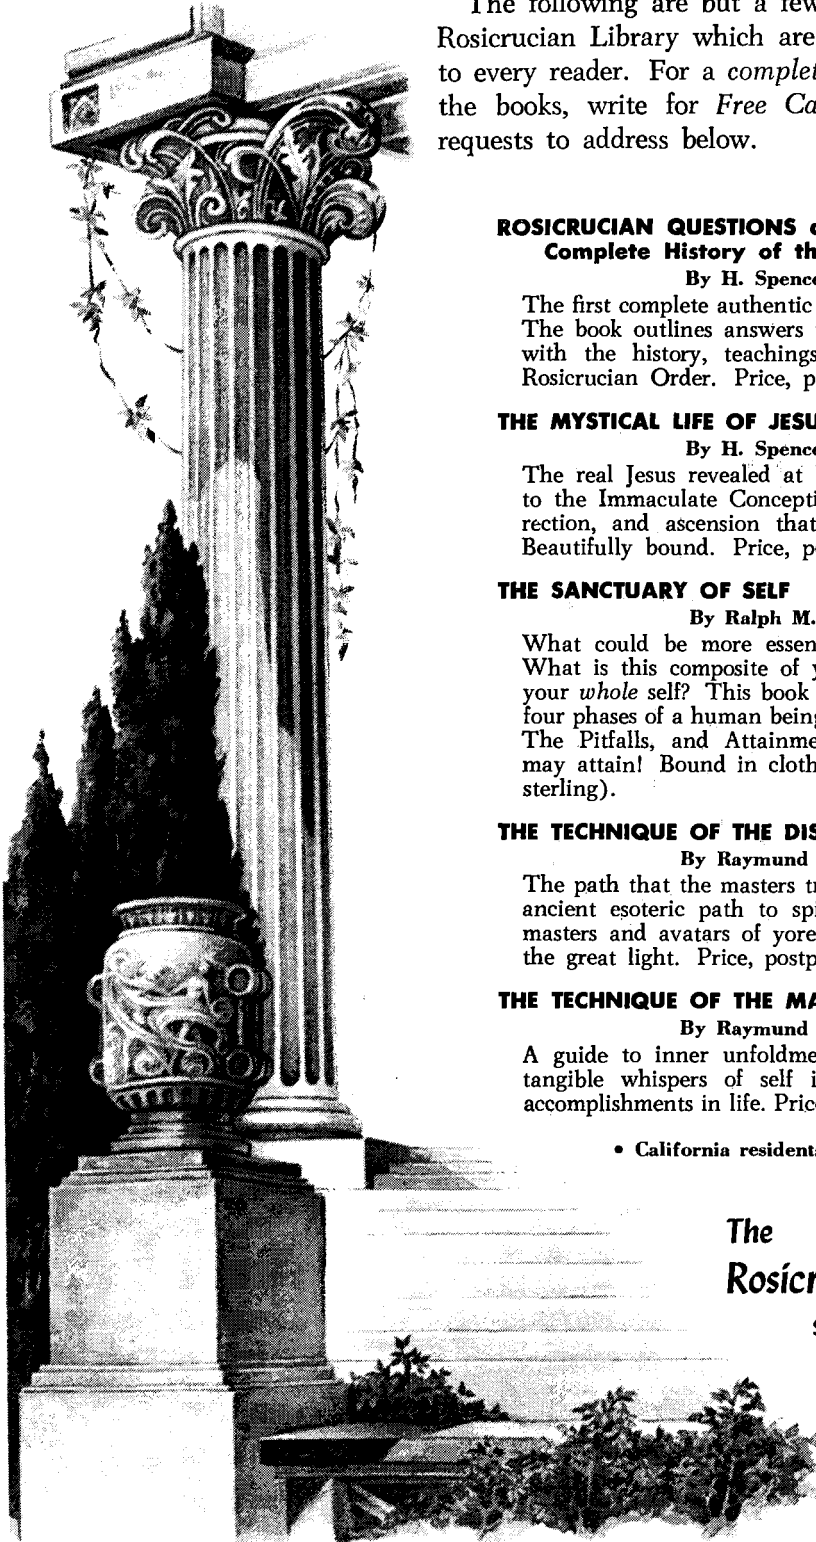 The following are but a few
Rosicrucian Library which are
to every reader. For a complet
the books, write for Free Ca
requests to address below.
ROSICRUCIAN QUESTIONS
Complete History of th
By H. Spenc
The first complete authentic
The book outlines answers
with the history, teachings
Rosicrucian Order. Price, p
THE MYSTICAL LIFE OF JESU
By H. Spenc
The real Jesus revealed at
to the Immaculate Concepti
rection, and ascension that
Beautifully bound. Price, p
THE SANCTUARY OF SELF
By Ralph M.
What could be more essen
What is this composite of y
your whole self? This book
four phases of a human being
The Pitfalls, and Attainme
may attain! Bound in cloth
sterling).
THE TECHNIQUE OF THE DIS
By Raymund
The path that the masters tr
ancient esoteric path to spi
masters and avatars of yore
the great light. Price, postp
THE TECHNIQUE OF THE MA
By Raymund
A guide to inner unfoldme
tangible whispers of self i
accomplishments in life. Pric
• California resident
The
Rosicr